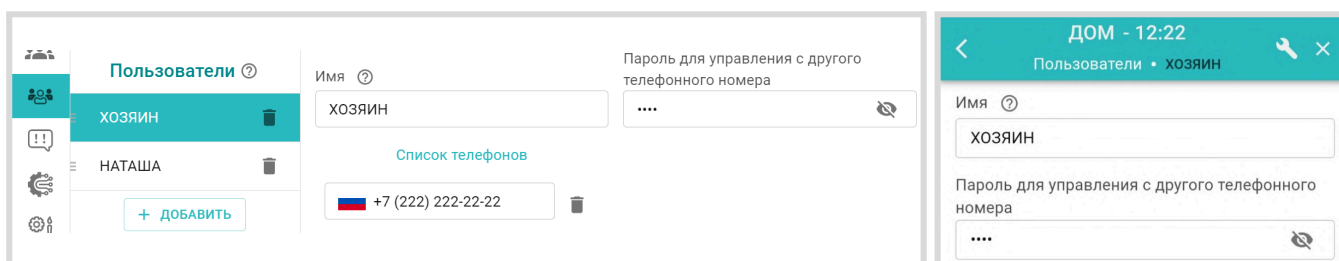 Пользователи
ХОЗЯИН
НАТАША
+ ДОБАВИТЬ
Имя
ХОЗЯИН
Пароль для управления с другого
телефонного номера
••••
Список телефонов
+7 (222) 222-22-22
ДОМ - 12:22
Пользователи • ХОЗЯИН
Имя
ХОЗЯИН
Пароль для управления с другого телефонного
номера
••••